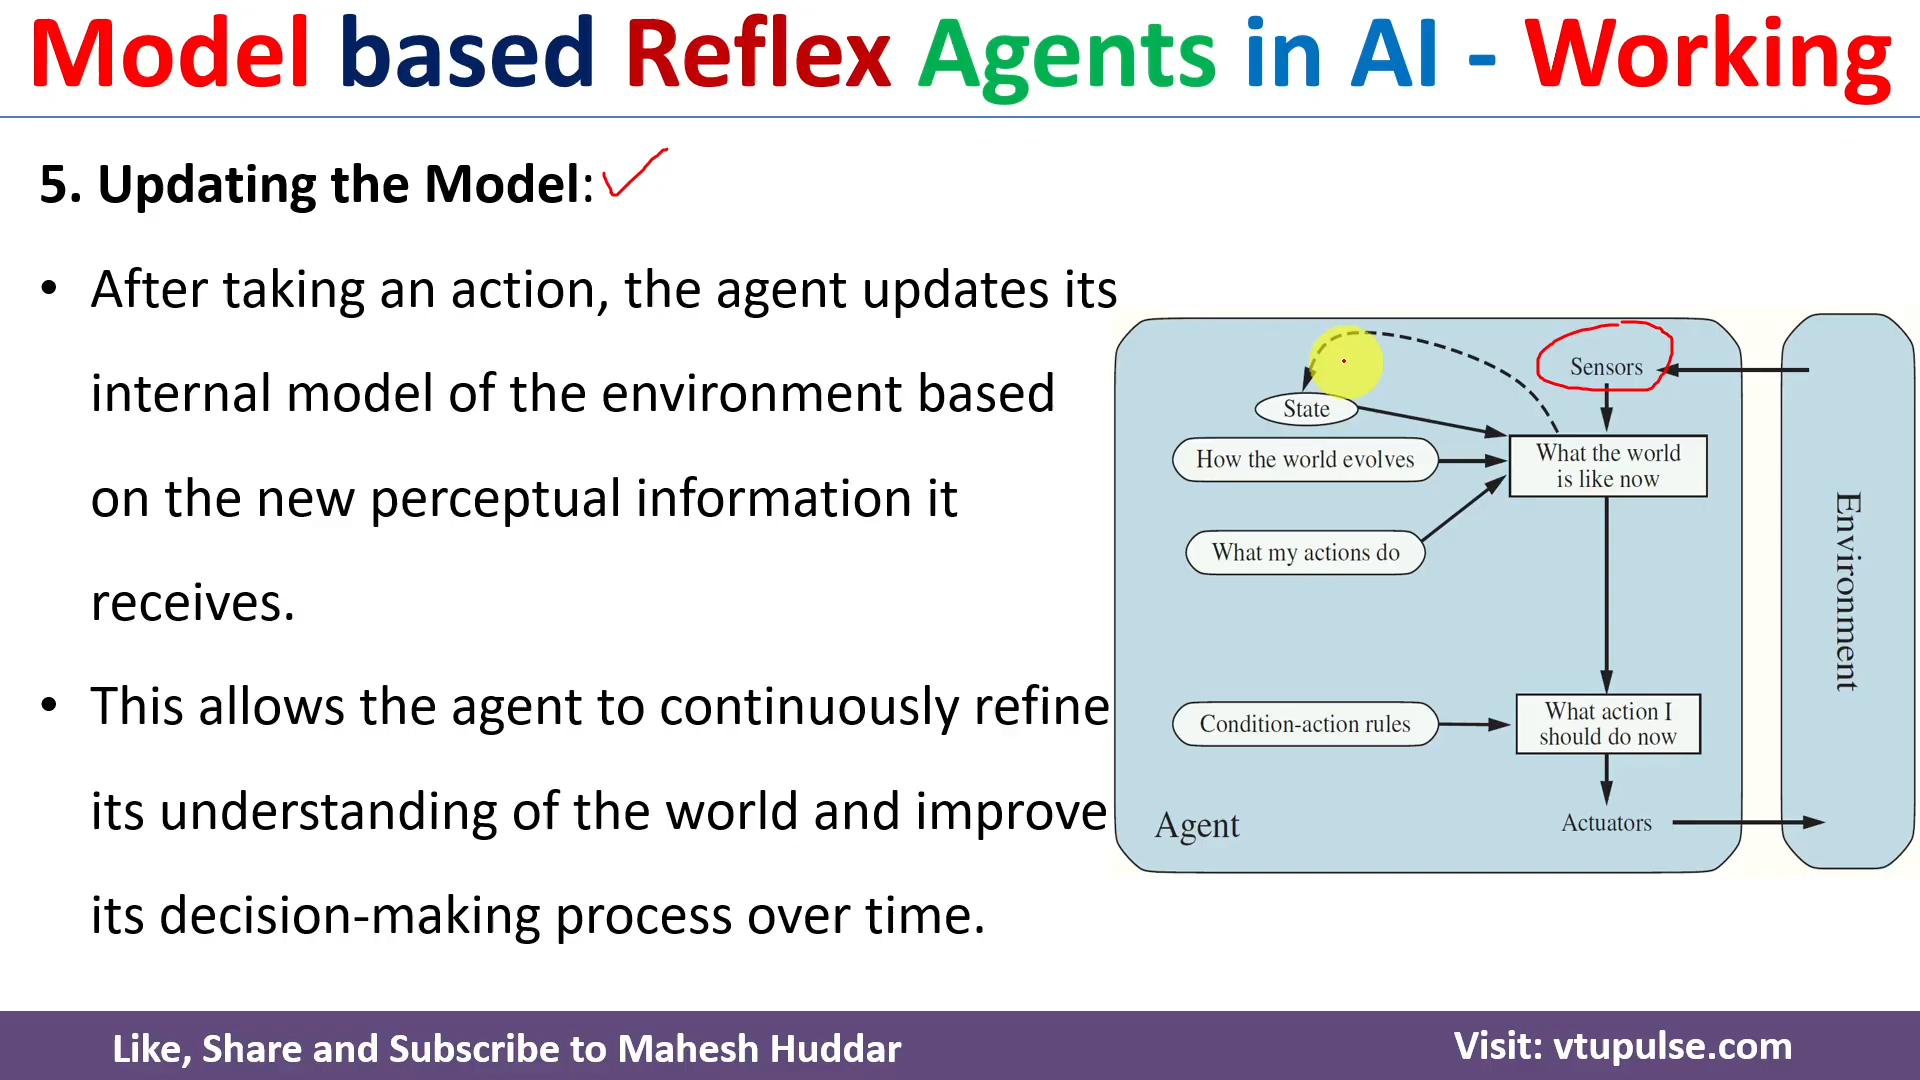 Model based Reflex Agents in AI - Working
5. Updating the Model:
• After taking an action, the agent updates its
internal model of the environment based
on the new perceptual information it
receives.
• This allows the agent to continuously refine
its understanding of the world and improve
its decision-making process over time.
Sensors
State
How the world evolves
What the world
is like now
What my actions do
Condition-action rules
What action I
should do now
Agent
Actuators
Environment
Like, Share and Subscribe to Mahesh Huddar
Visit: vtupulse.com